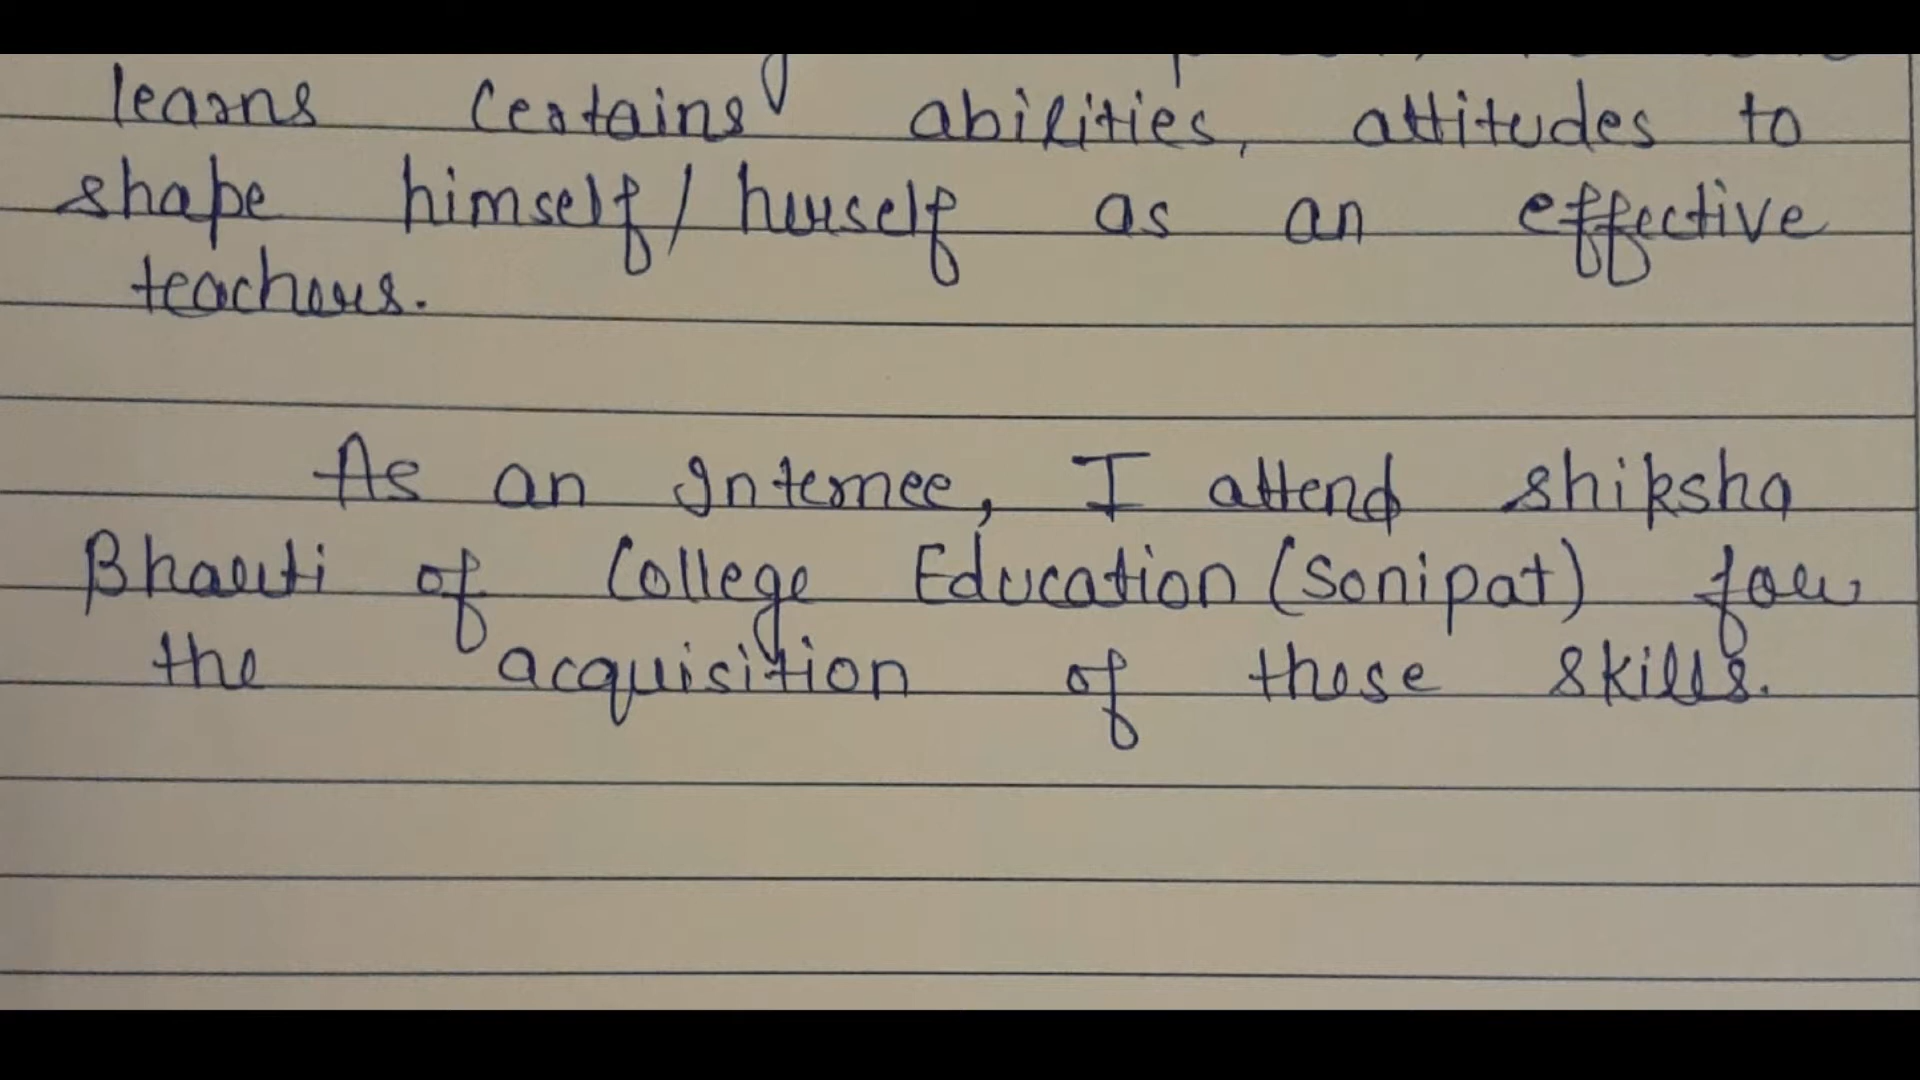 learns certains abilities, attitudes to
shape himself/herself as an effective
teachers.
As an Internee, I attend shiksha
Bharti of College Education (Sonipat) for
the acquisition of these skills.